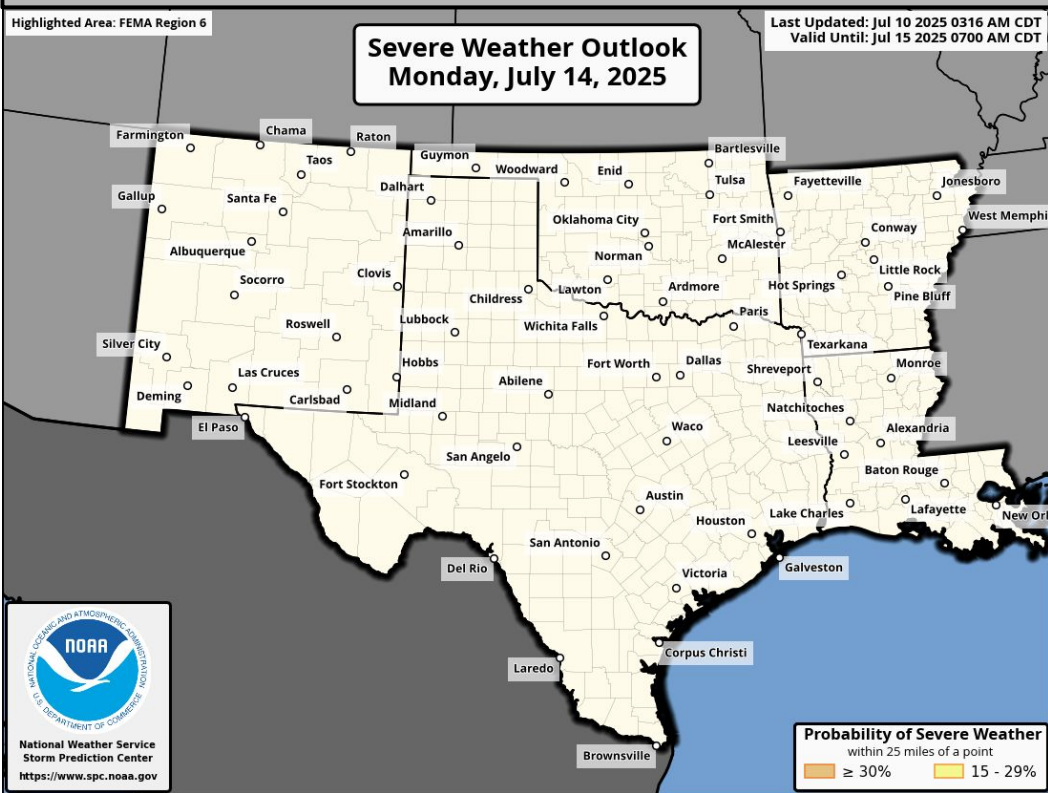 Highlighted Area: FEMA Region 6
Last Updated: Jul 10 2025 0316 AM CDT
Valid Until: Jul 15 2025 0700 AM CDT
Severe Weather Outlook
Monday, July 14, 2025
Farmington
Chama
Raton
Taos
Guymon
Woodward
Enid
Bartlesville
Gallup
Santa Fe
Dalhart
Tulsa
Fayetteville
Jonesboro
Albuquerque
Amarillo
Oklahoma City
Fort Smith
West Memphi
Norman
McAlester
Conway
Socorro
Clovis
Childress
Lawton
Ardmore
Hot Springs
Little Rock
Pine Bluff
Roswell
Lubbock
Wichita Falls
Paris
Texarkana
Silver City
Hobbs
Fort Worth
Dallas
Shreveport
Monroe
Las Cruces
Abilene
Deming
Carlsbad
Midland
Natchitoches
El Paso
Waco
Leesville
Alexandria
San Angelo
Fort Stockton
Baton Rouge
Austin
Lake Charles
Lafayette
New Orl
Houston
San Antonio
Del Rio
Galveston
Victoria
Laredo
Corpus Christi
Brownsville
NATIONAL OCEANIC AND ATMOSPHERIC ADMINISTRATION
NOAA
U.S. DEPARTMENT OF COMMERCE
National Weather Service
Storm Prediction Center
https://www.spc.noaa.gov
Probability of Severe Weather
within 25 miles of a point
≥ 30%
15 - 29%